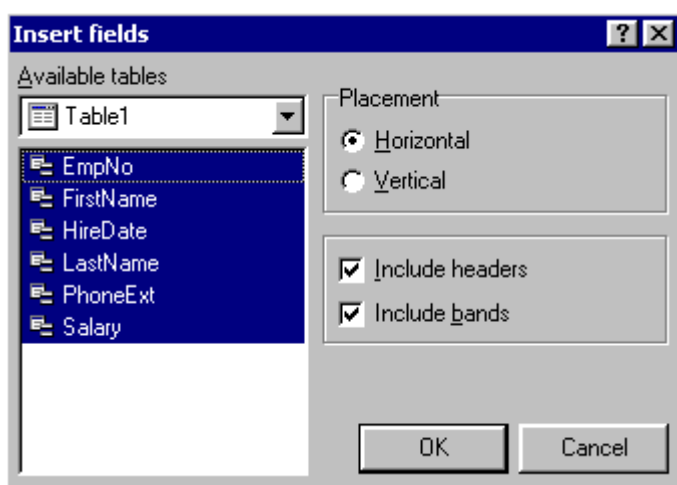 Insert fields
Available tables
Table1
EmpNo
FirstName
HireDate
LastName
PhoneExt
Salary
Placement
Horizontal
Vertical
Include headers
Include bands
OK
Cancel